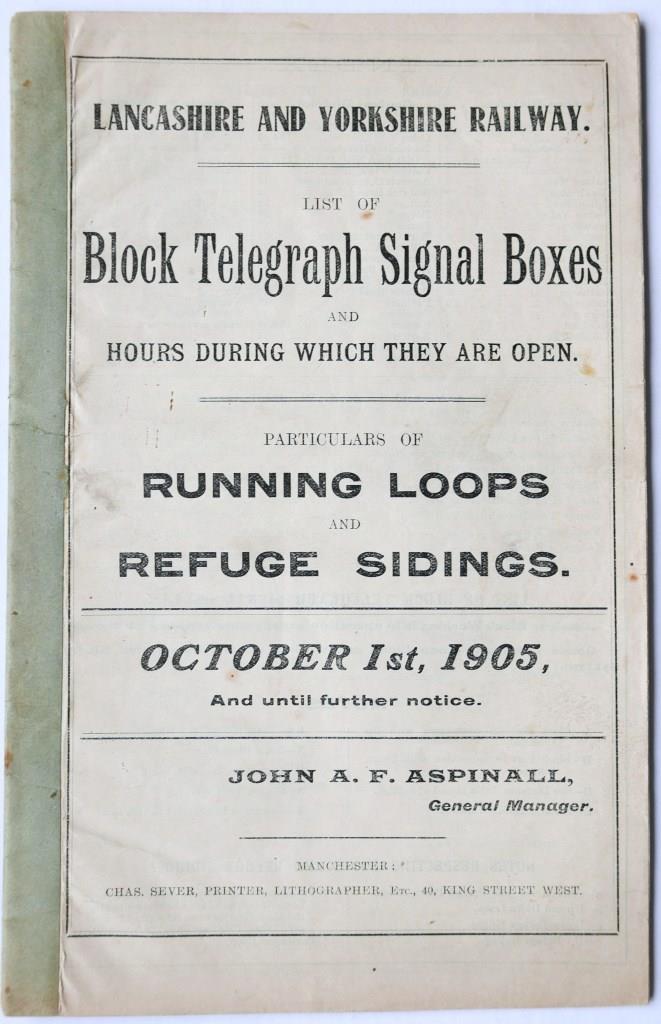 LANCASHIRE AND YORKSHIRE RAILWAY.
LIST OF
Block Telegraph Signal Boxes
AND
HOURS DURING WHICH THEY ARE OPEN.
PARTICULARS OF
RUNNING LOOPS
AND
REFUGE SIDINGS.
OCTOBER 1st, 1905,
And until further notice.
JOHN A. F. ASPINALL,
General Manager.
MANCHESTER:
CHAS. SEVER, PRINTER, LITHOGRAPHER, Etc., 40, KING STREET WEST.